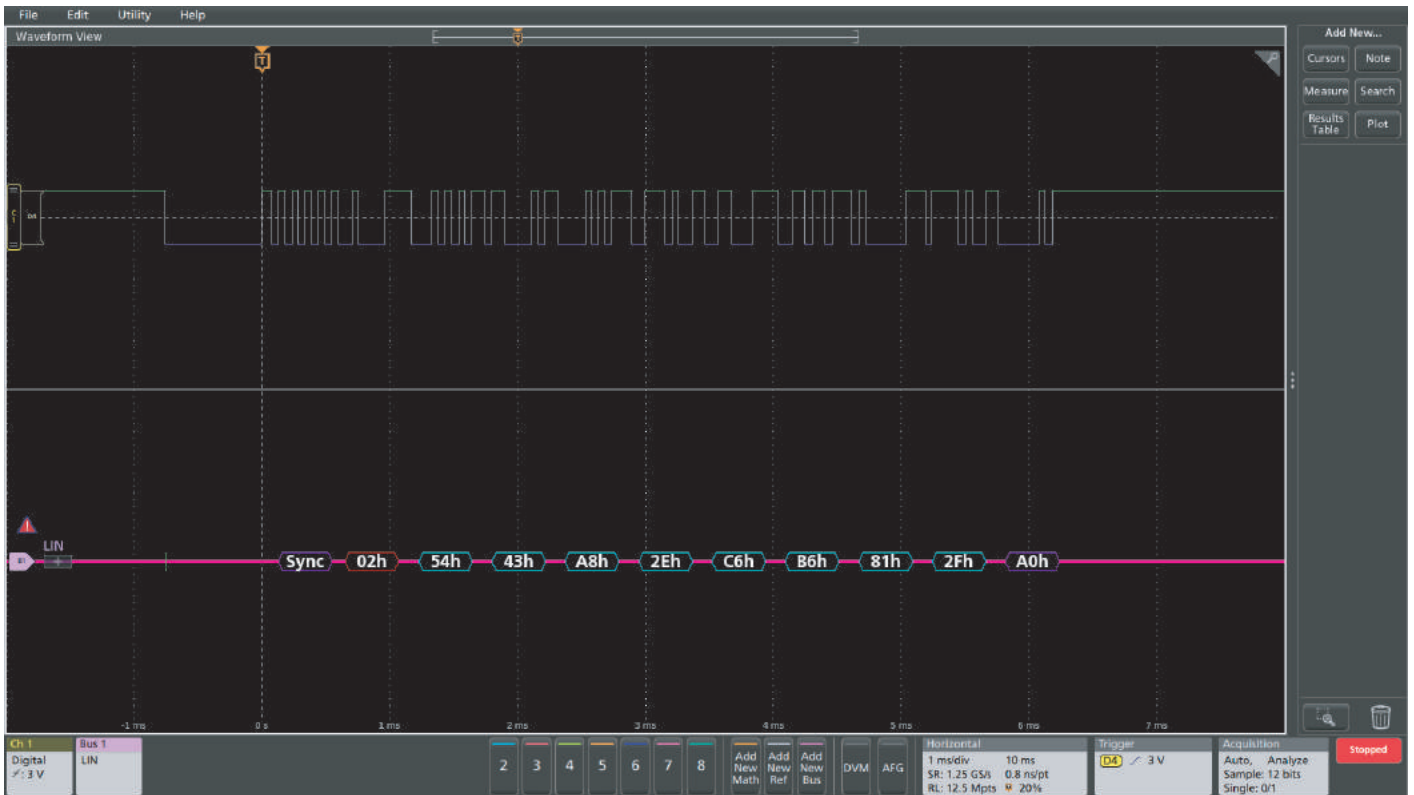 File Edit Utility Help
Waveform View
Add New...
Cursors Note
Measure Search
Results Table Plot
T
T
C 1
D4
LIN
B1
Sync 02h 54h 43h A8h 2Eh C6h B6h 81h 2Fh A0h
-1 ms 0 s 1 ms 2 ms 3 ms 4 ms 5 ms 6 ms 7 ms
Ch 1
Digital
: 3 V
Bus 1
LIN
2 3 4 5 6 7 8
Add New Math
Add New Ref
Add New Bus
DVM AFG
Horizontal
1 ms/div 10 ms
SR: 1.25 GS/s 0.8 ns/pt
RL: 12.5 Mpts 20%
Trigger
D4 3 V
Acquisition
Auto, Analyze
Sample: 12 bits
Single: 0/1
Stopped